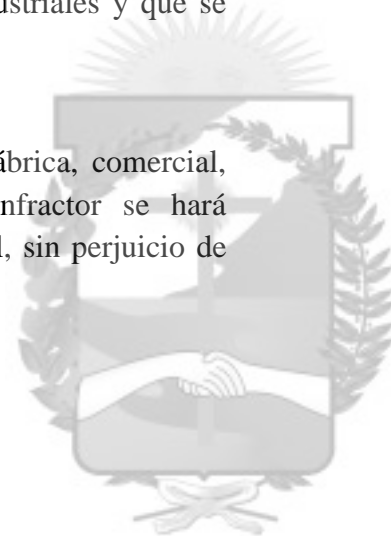 ustriales y que se
ábrica, comercial,
nfractor se hará
l, sin perjuicio de